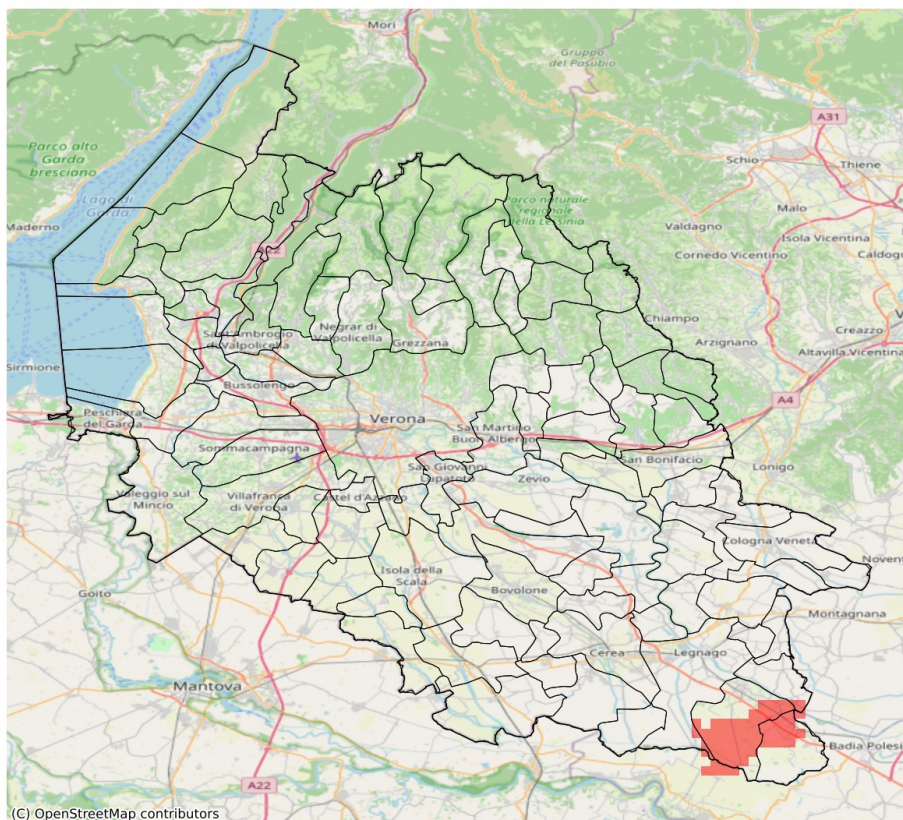 Mori
Gruppo
del Pasubio
A31
Parco alto
Garda
bresciano
Schio
Thiene
Lago di
Garda
Parco naturale
regionale
della Lessinia
Malo
Maderno
Valdagno
Isola Vicentina
A22
Cornedo Vicentino
Caldogn
Sant'Ambrogio
di Valpolicella
Negrar di
Valpolicella
Grezzana
Chiampo
Creazzo
Arzignano
Altavilla Vicentina
Sirmione
Bussolengo
A4
Peschiera
del Garda
Verona
San Martino
Buon Albergo
Sommacampagna
San Bonifacio
Lonigo
San Giovanni
Lupatoto
Zevio
Valeggio sul
Mincio
Villafranca
di Verona
Castel d'Azzano
Cologna Veneta
Novent
Isola della
Scala
Goito
Bovolone
Montagnana
Cerea
Legnago
Mantova
Badia Polesi
A22
(C) OpenStreetMap contributors